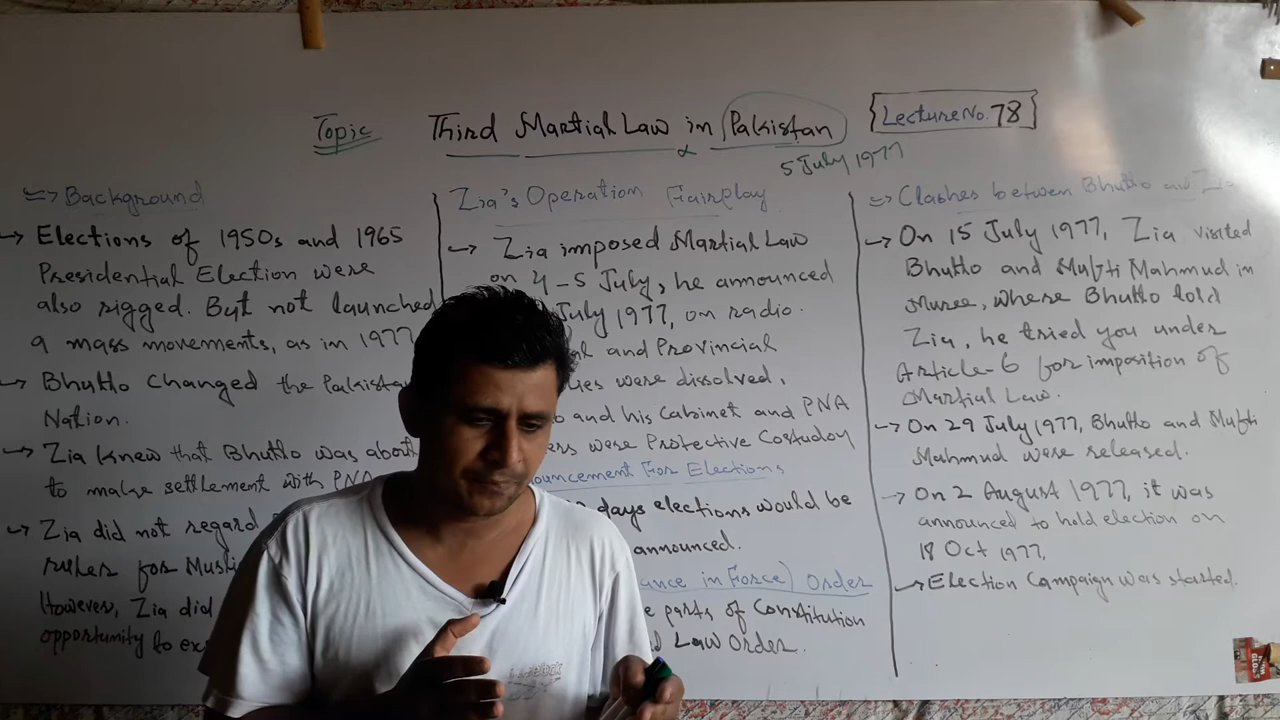 Topic Third Martial Law in Pakistan
Lecture No. 78
5 July 1977
Background
Elections of 1950s and 1965
Presidential Election were
also rigged. But not launched
a mass movements, as in 1977
Bhutto changed the Pakistan
Nation.
Zia knew that Bhutto was about
to make settlement with PNA
Zia did not regard
ruler for
However, Zia did
opportunity to
Zia's Operation Fairplay
Zia imposed Martial Law
on 4-5 July, he announced
July 1977, on radio.
and Provincial
were dissolved.
and his Cabinet and PNA
were Protective Costudoy
For Elections
days elections would be
announced.
in Force) Order
parts of Constitution
Law Order.
Clashes between Bhutto and
On 15 July 1977, Zia visited
Bhutto and Mufti Mahmud in
Muree, where Bhutto told
Zia, he tried you under
Article-6 for imposition of
Martial Law.
On 29 July 1977, Bhutto and Mufti
Mahmud were released.
On 2 August 1977, it was
announced to hold election on
18 Oct 1977.
Election Campaign was started.